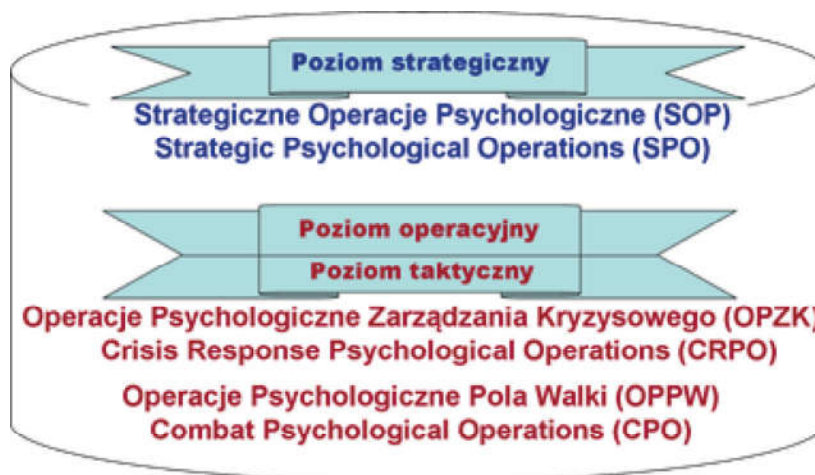 Poziom strategiczny
Strategiczne Operacje Psychologiczne (SOP)
Strategic Psychological Operations (SPO)
Poziom operacyjny
Poziom taktyczny
Operacje Psychologiczne Zarządzania Kryzysowego (OPZK)
Crisis Response Psychological Operations (CRPO)
Operacje Psychologiczne Pola Walki (OPPW)
Combat Psychological Operations (CPO)